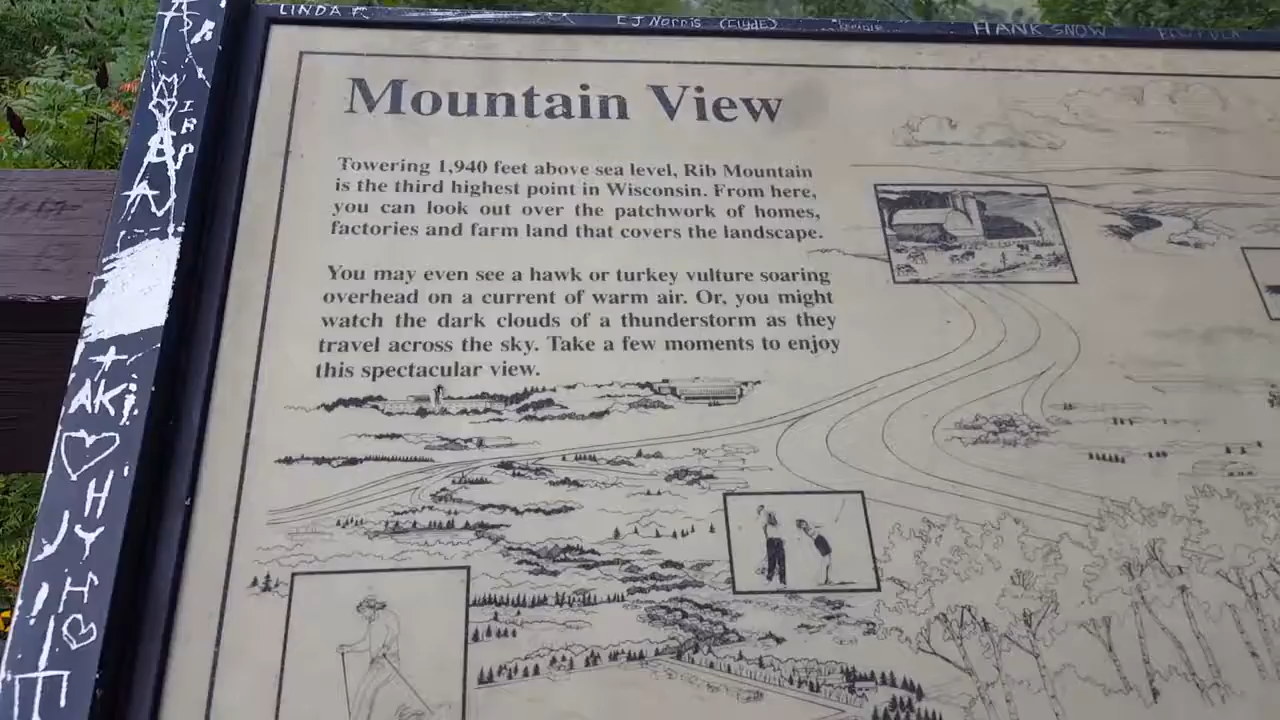 LINDA
EJ Norris (Clyde)
HANK SNOW
Mountain View
Towering 1,940 feet above sea level, Rib Mountain
is the third highest point in Wisconsin. From here,
you can look out over the patchwork of homes,
factories and farm land that covers the landscape.
You may even see a hawk or turkey vulture soaring
overhead on a current of warm air. Or, you might
watch the dark clouds of a thunderstorm as they
travel across the sky. Take a few moments to enjoy
this spectacular view.
AK